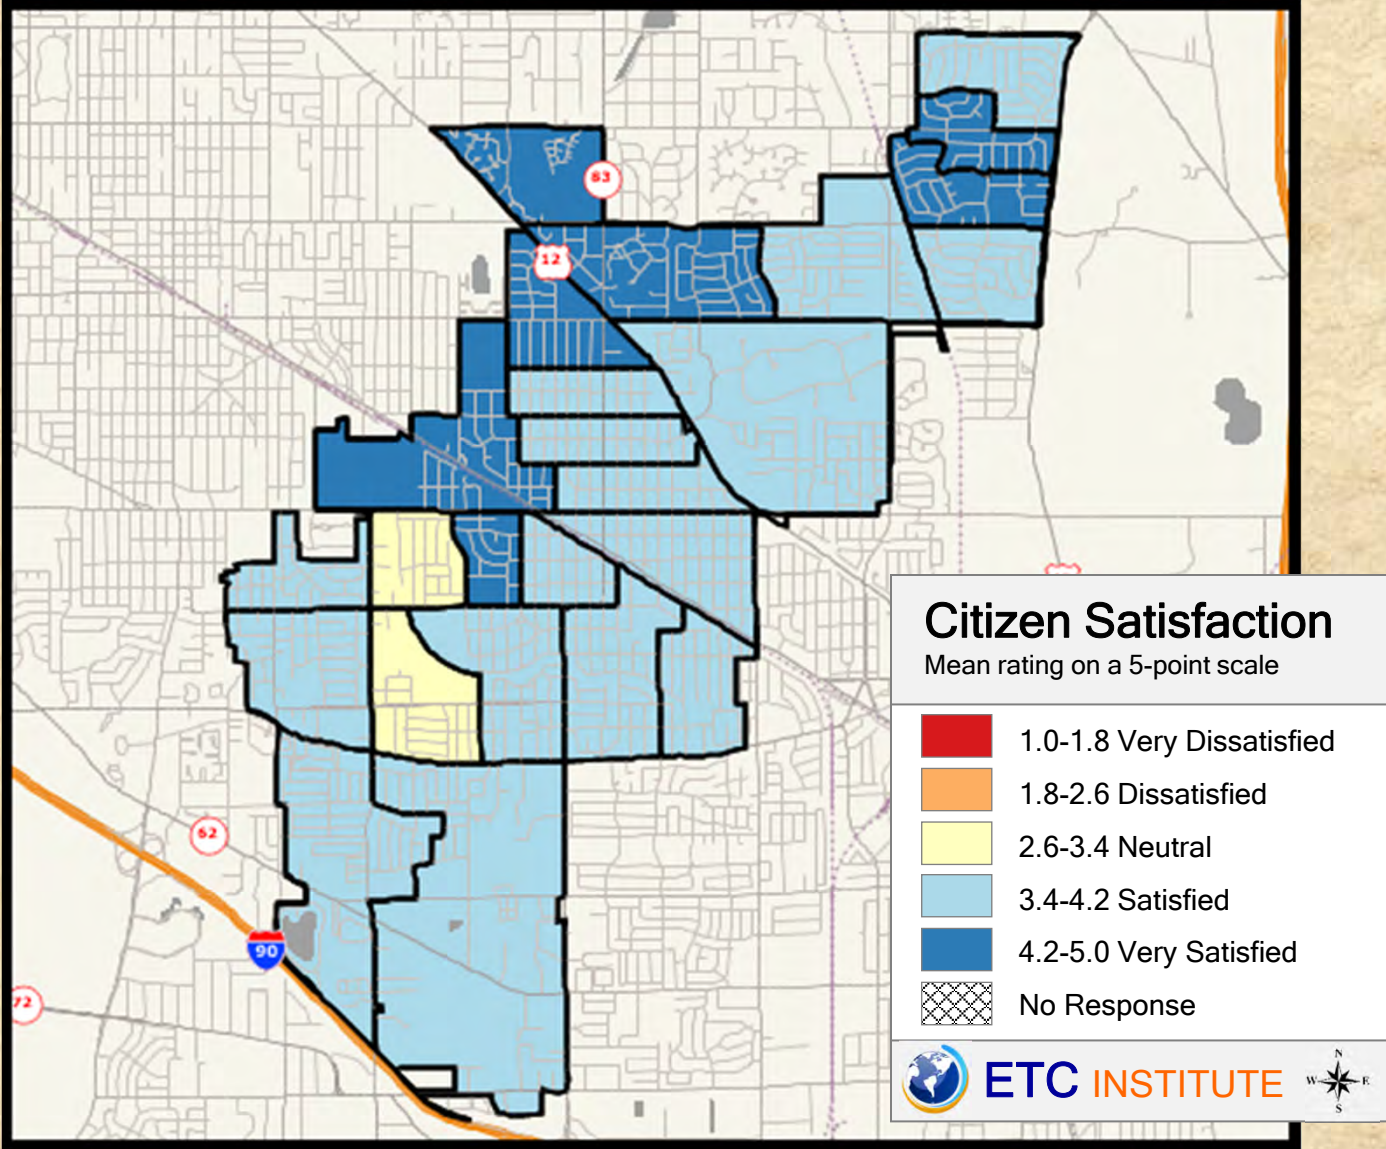 83
12
62
90
72
Citizen Satisfaction
Mean rating on a 5-point scale
1.0-1.8 Very Dissatisfied
1.8-2.6 Dissatisfied
2.6-3.4 Neutral
3.4-4.2 Satisfied
4.2-5.0 Very Satisfied
No Response
ETC INSTITUTE
N
W E
S